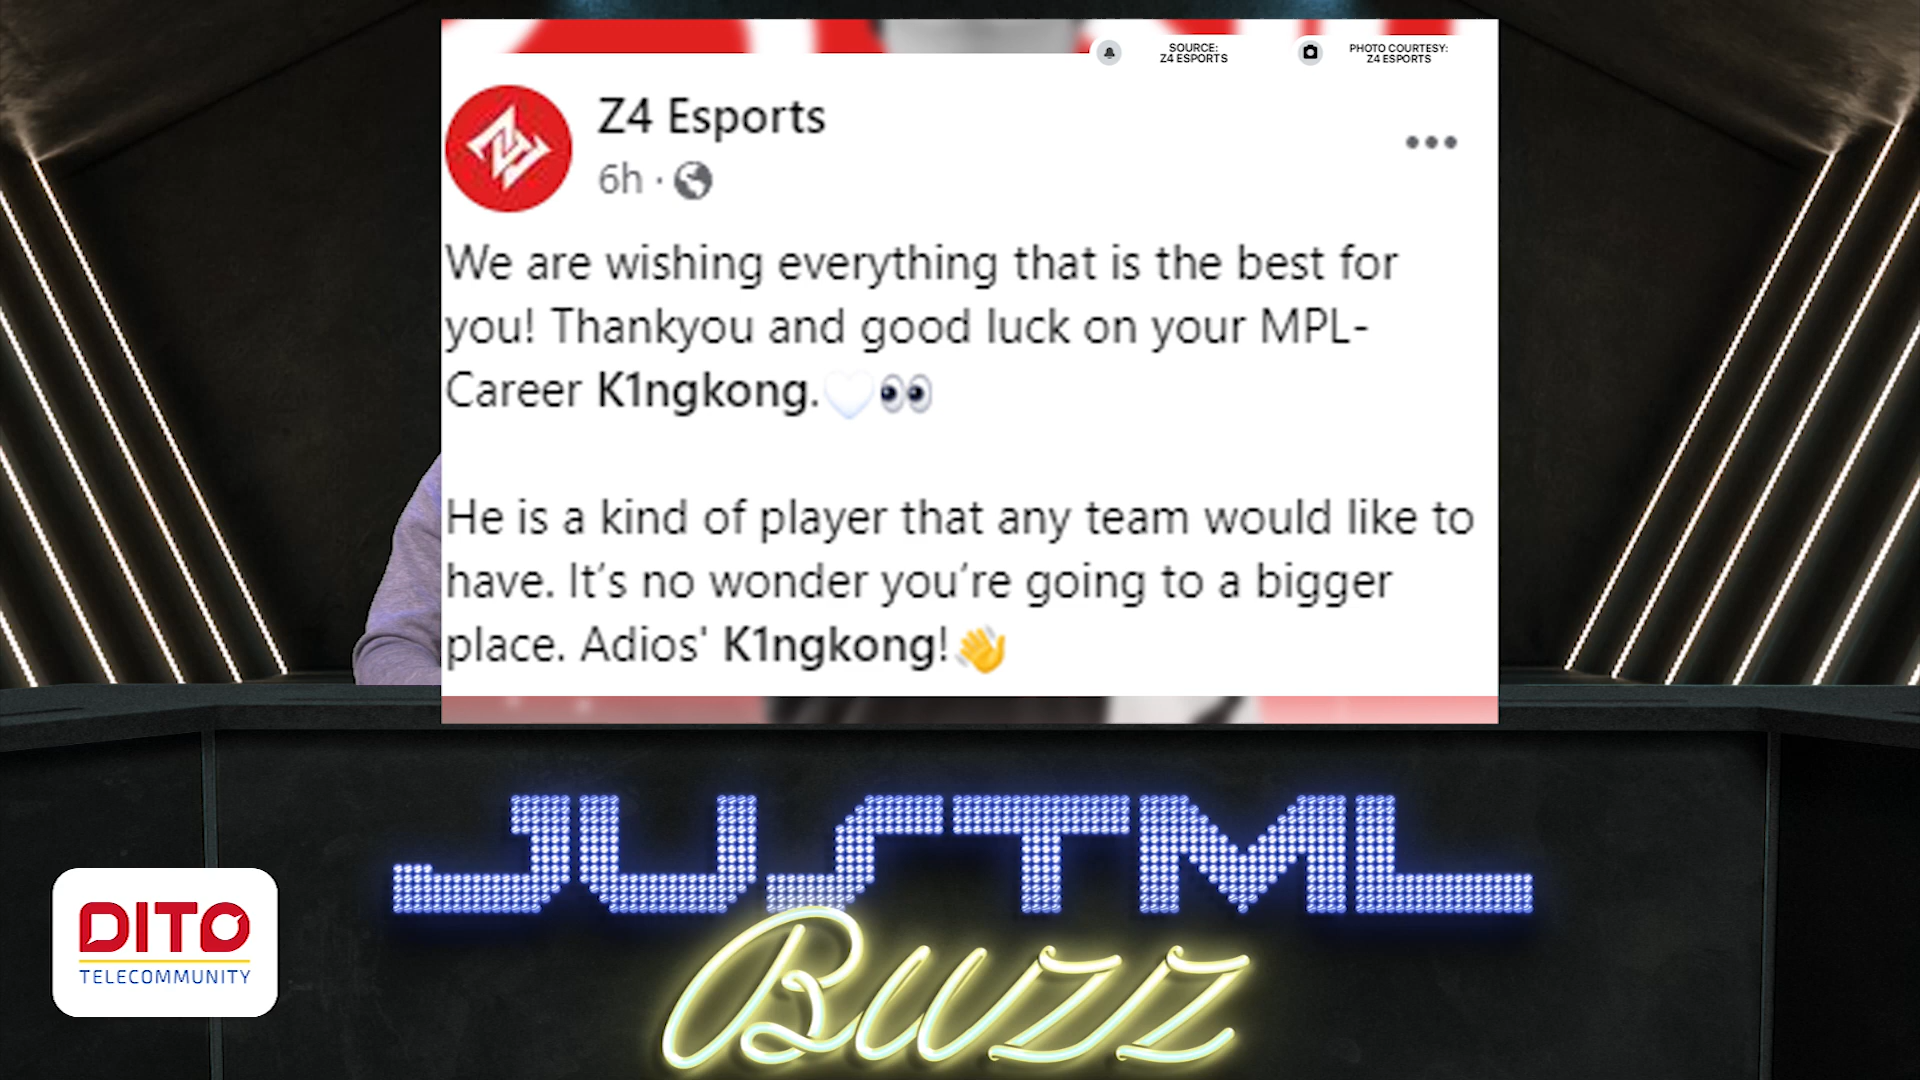 SOURCE:
Z4 ESPORTS
PHOTO COURTESY:
Z4 ESPORTS
Z4 Esports
6h ·
We are wishing everything that is the best for
you! Thankyou and good luck on your MPL-
Career K1ngkong.🤍👀
He is a kind of player that any team would like to
have. It’s no wonder you’re going to a bigger
place. Adios' K1ngkong!👋
JUSTML
Buzz
DITO
TELECOMMUNITY